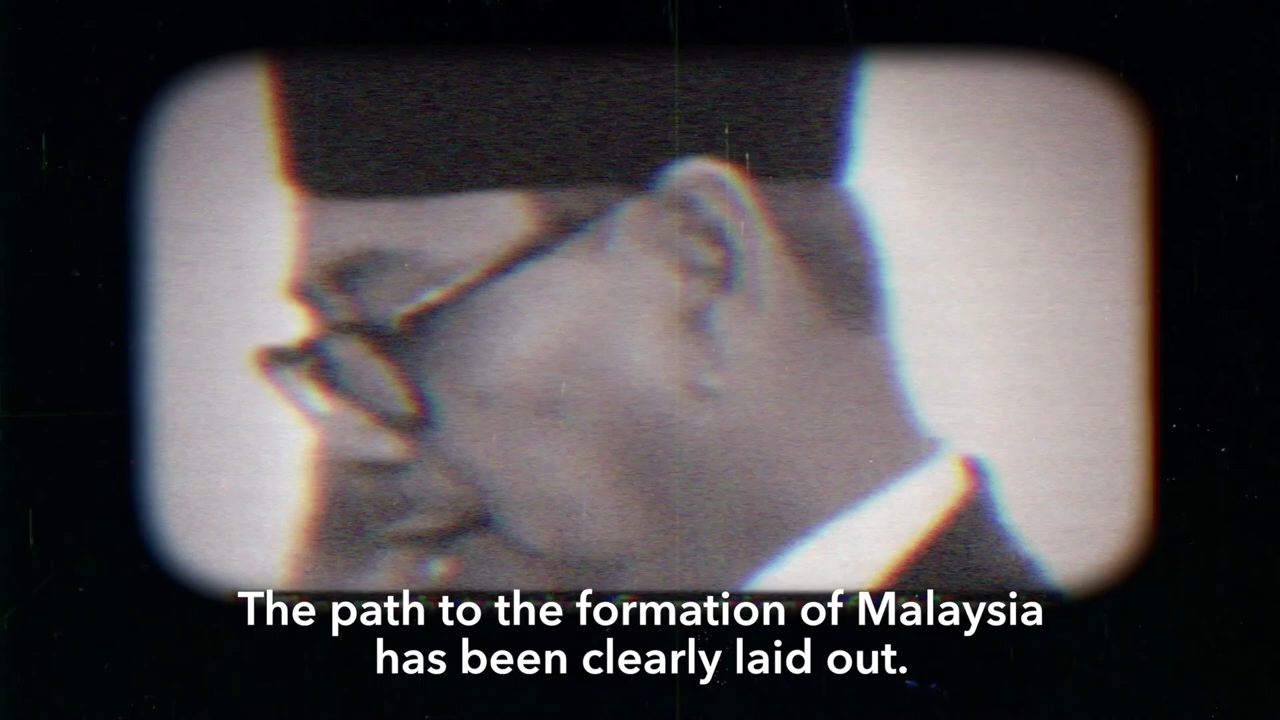 The path to the formation of Malaysia
has been clearly laid out.